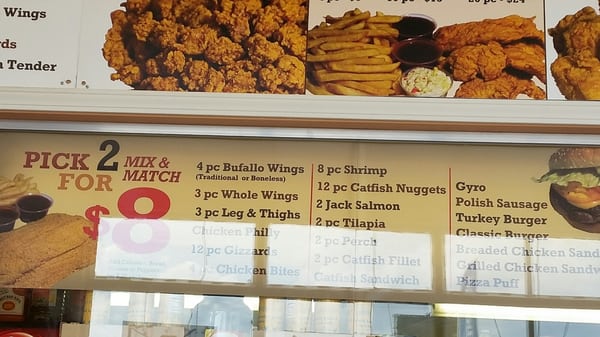 Wings
n Tender
PICK 2
FOR
MIX &
MATCH
$8
4 pc Bufallo Wings
(Traditional or Boneless)
3 pc Whole Wings
3 pc Leg & Thighs
Chicken Philly
12 pc Gizzards
Chicken Bites
8 pc Shrimp
12 pc Catfish Nuggets
2 Jack Salmon
2 pc Tilapia
2 pc Perch
2 pc Catfish Fillet
Catfish Sandwich
Gyro
Polish Sausage
Turkey Burger
Classic Burger
Breaded Chicken Sand
Grilled Chicken Sandw
Pizza Puff